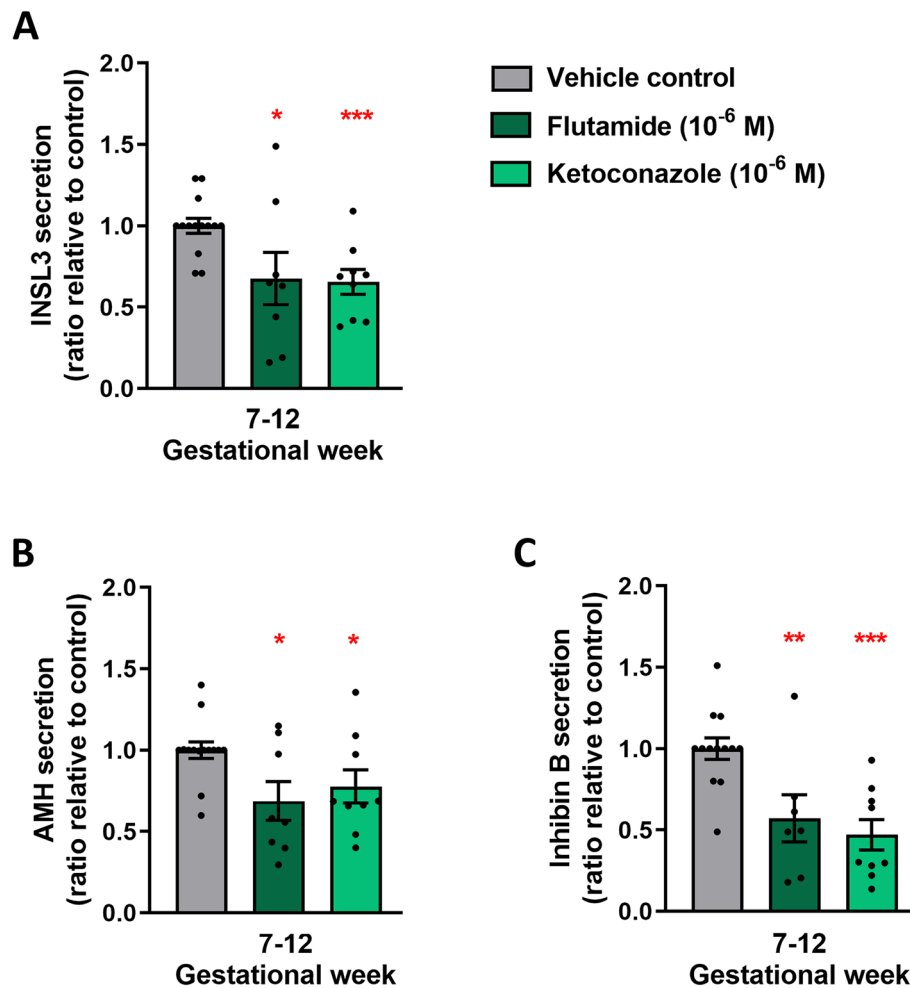 A
INSL3 secretion
(ratio relative to control)
2.0
1.5
1.0
0.5
0.0
*
***
7-12
Gestational week
Vehicle control
Flutamide (10⁻⁶ M)
Ketoconazole (10⁻⁶ M)
B
AMH secretion
(ratio relative to control)
2.0
1.5
1.0
0.5
0.0
*
*
7-12
Gestational week
C
Inhibin B secretion
(ratio relative to control)
2.0
1.5
1.0
0.5
0.0
**
***
7-12
Gestational week